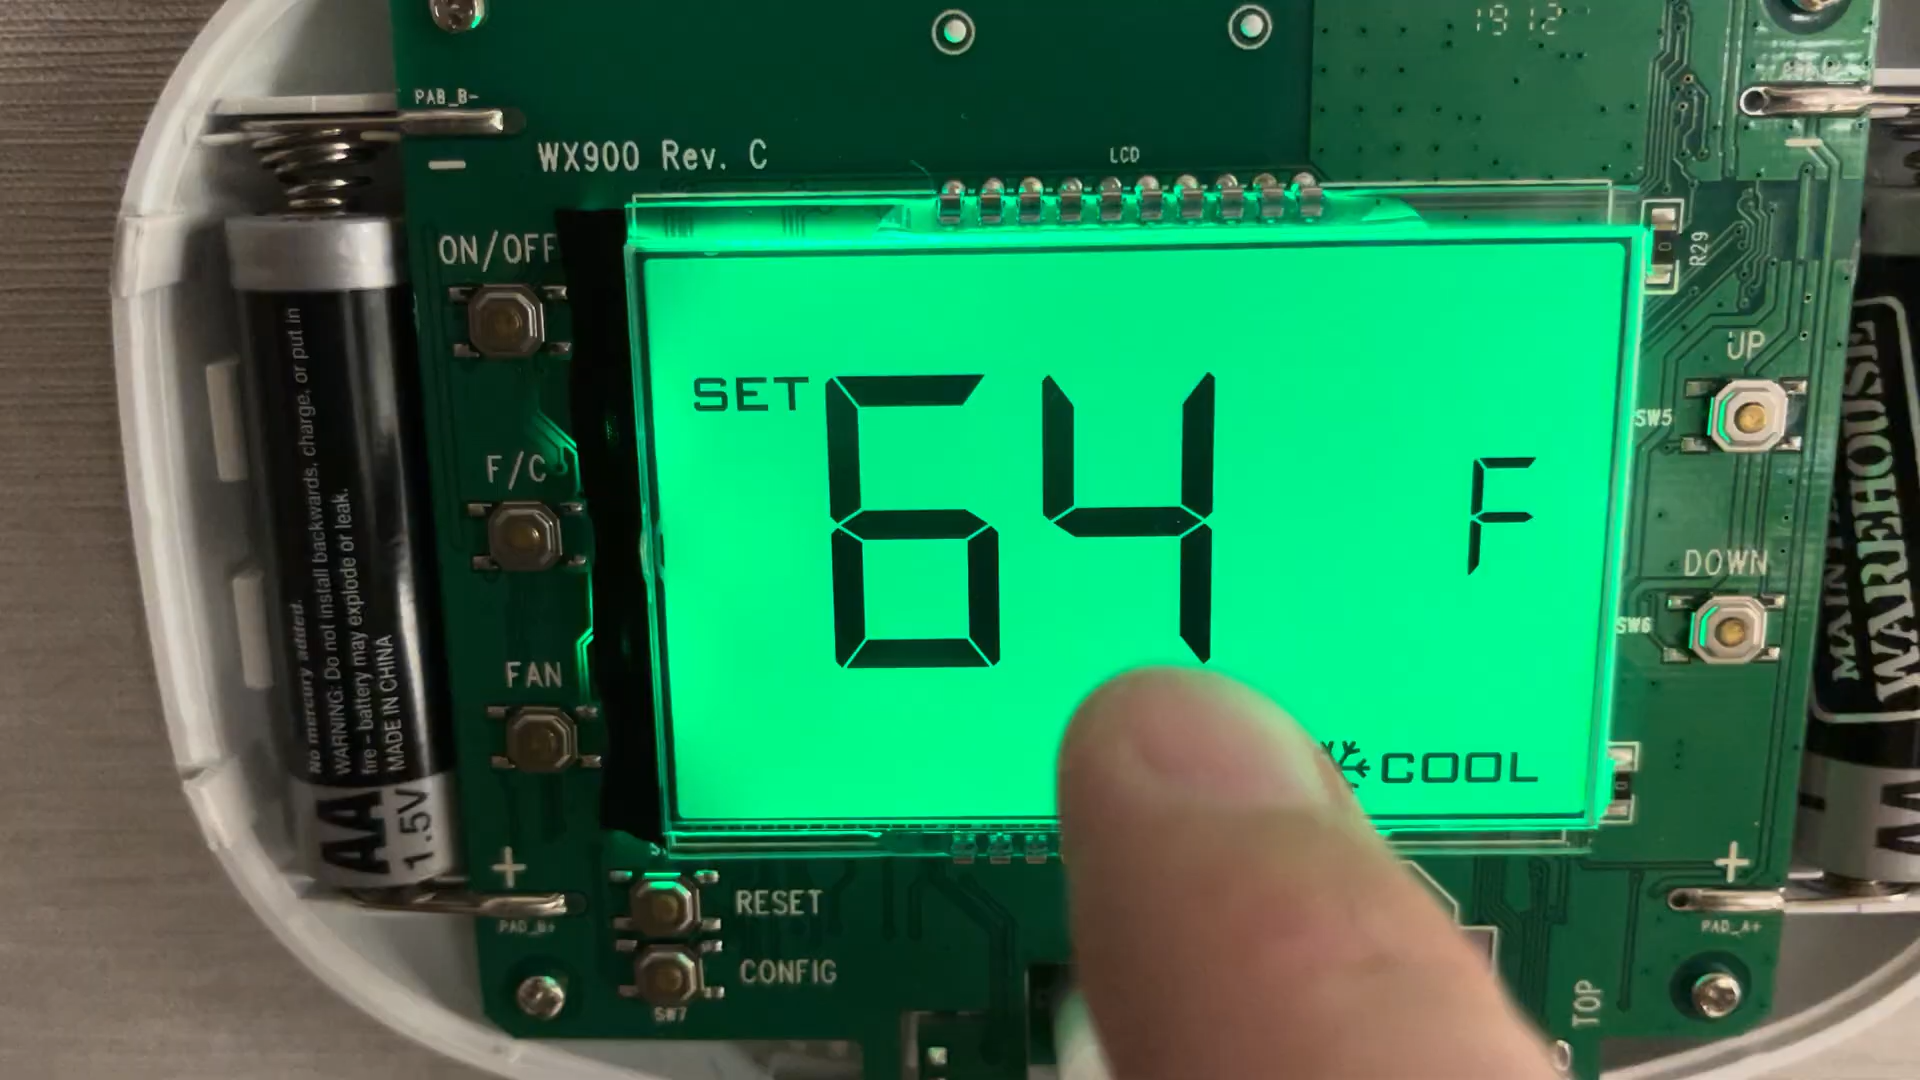 1912
PAB_B-
WX900 Rev. C
LCD
ON/OFF
R29
UP
SW5
SET 64 F
F/C
DOWN
SW6
FAN
COOL
RESET
CONFIG
SW7
PAD_B+
PAD_A+
TOP
No mercury added.
WARNING: Do not install backwards, charge, or put in
fire - battery may explode or leak.
MADE IN CHINA
AA
1.5V
WAREHOUSE